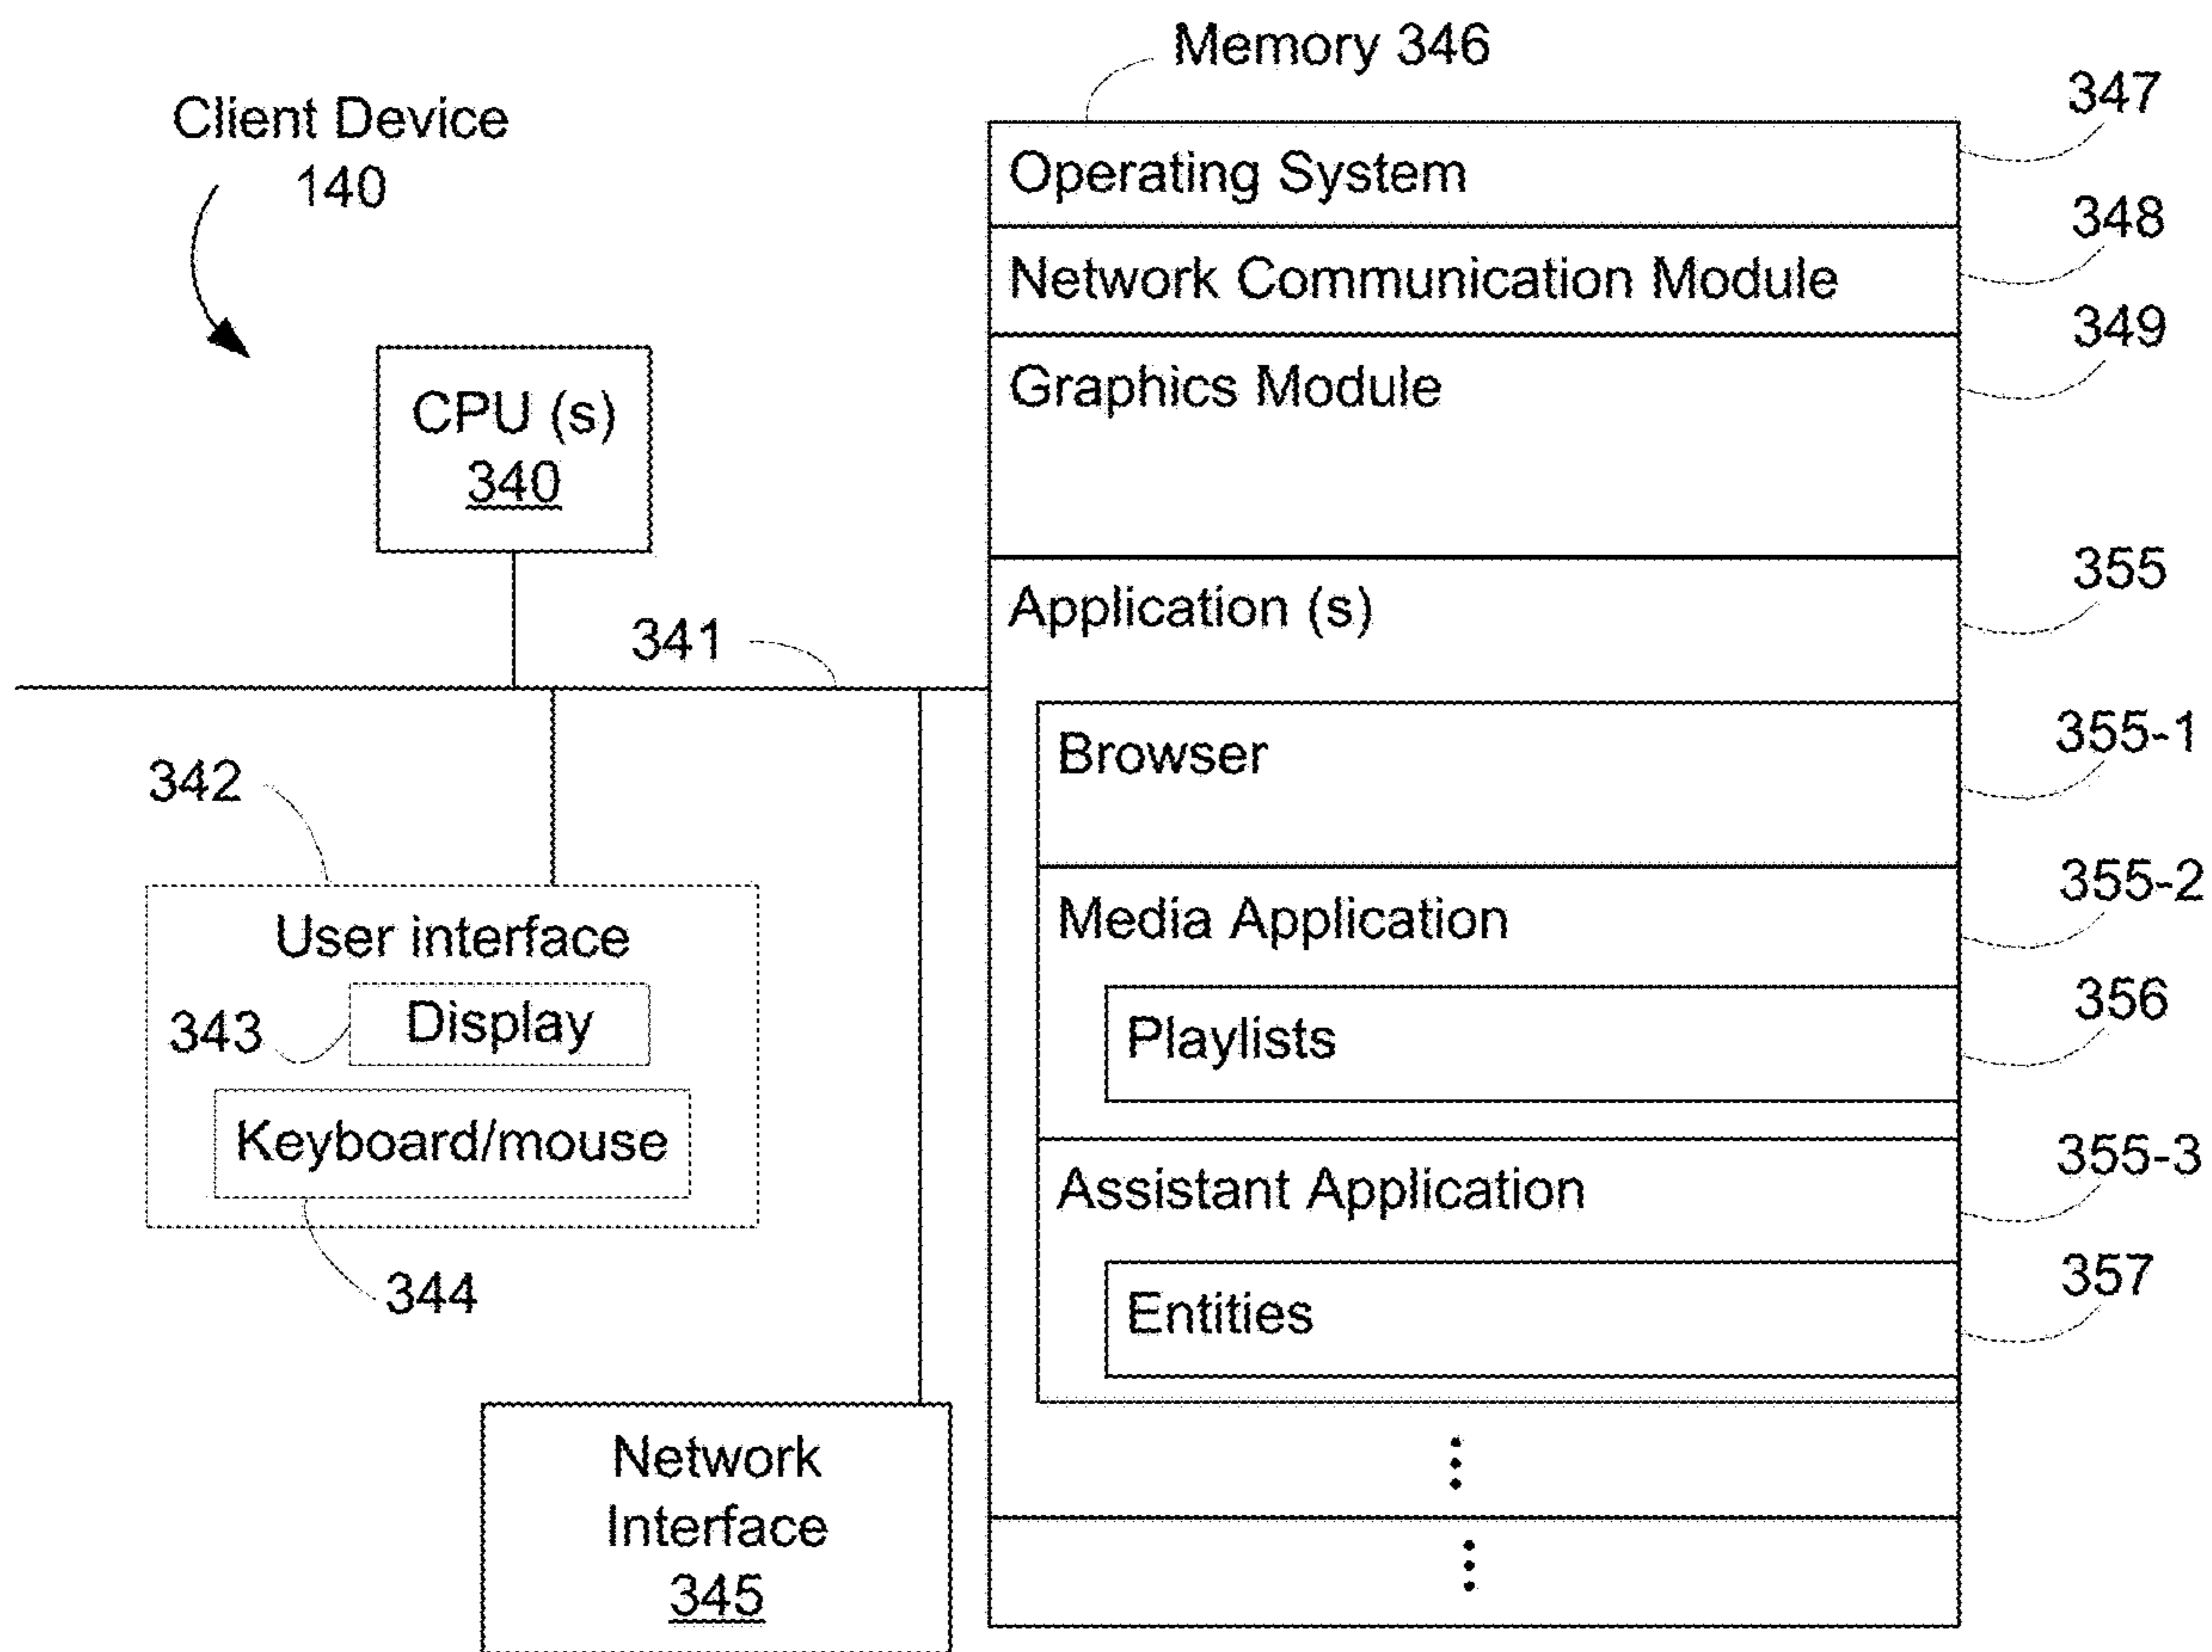 Memory 346
Client Device
140
347
Operating System
348
Network Communication Module
349
Graphics Module
CPU (s)
340
355
Application (s)
341
355-1
Browser
342
355-2
Media Application
User interface
356
Display
343
Playlists
Keyboard/mouse
355-3
Assistant Application
344
357
Entities
Network
Interface
345